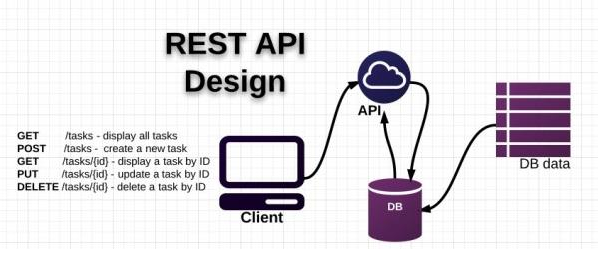 REST API
Design
GET /tasks - display all tasks
POST /tasks - create a new task
GET /tasks/{id} - display a task by ID
PUT /tasks/{id} - update a task by ID
DELETE /tasks/{id} - delete a task by ID
Client
API
DB
DB data